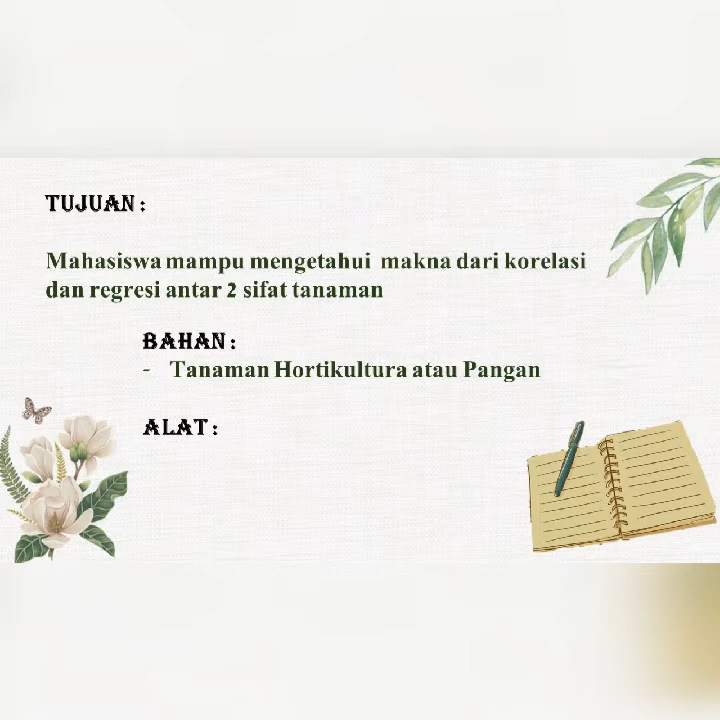 TUJUAN :
Mahasiswa mampu mengetahui makna dari korelasi
dan regresi antar 2 sifat tanaman
BAHAN :
- Tanaman Hortikultura atau Pangan
ALAT :